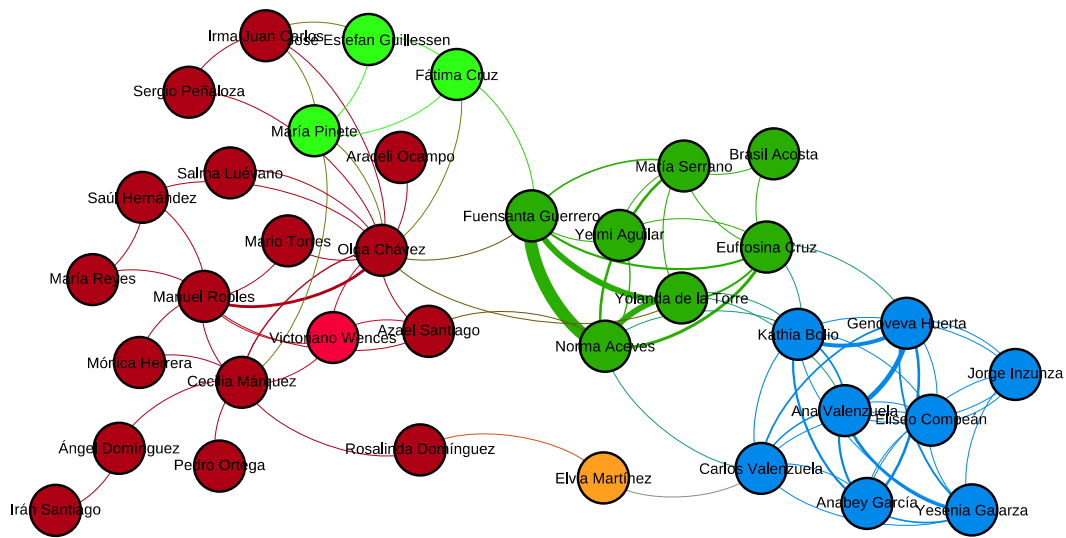 Irma Juan Carlos
José Estefan Guillessen
Fátima Cruz
Sergio Peñaloza
María Pinete
Araceli Ocampo
María Serrano
Brasil Acosta
Salma Luévano
Saúl Hernández
Fuensanta Guerrero
Yeimi Aguilar
Mario Torres
Olga Chávez
Eufrosina Cruz
María Reyes
Manuel Robles
Yolanda de la Torre
Victoriano Wences
Azael Santiago
Kathia Bolio
Genoveva Huerta
Norma Aceves
Mónica Herrera
Cecilia Márquez
Jorge Inzunza
Ana Valenzuela
Eliseo Compeán
Ángel Domínguez
Pedro Ortega
Rosalinda Domínguez
Elvia Martínez
Carlos Valenzuela
Anabey García
Yesenia Galarza
Irán Santiago